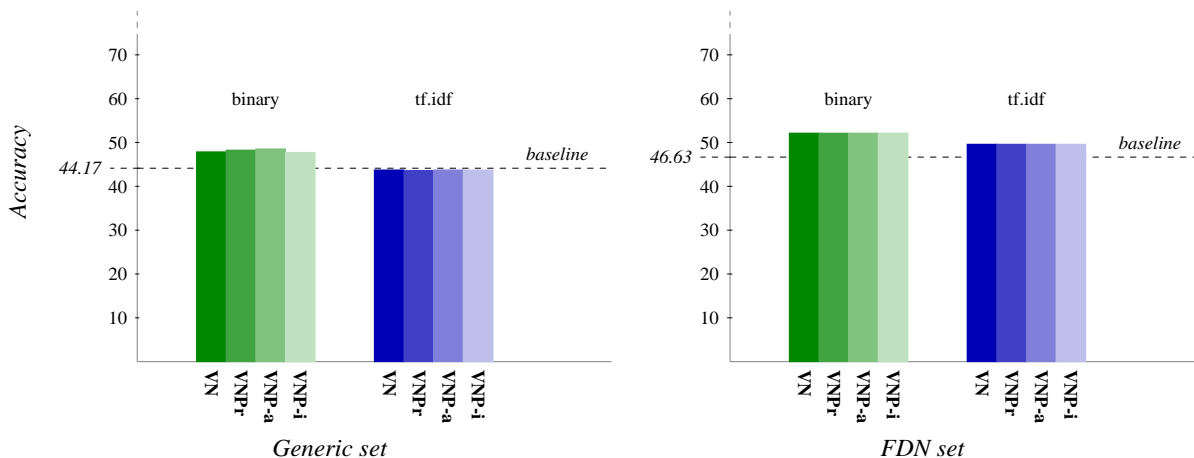 Accuracy
70
60
50
40
30
20
10
44.17
binary
tf.idf
baseline
VN
VNPr
VNP-a
VNP-i
VN
VNPr
VNP-a
VNP-i
Generic set
70
60
50
40
30
20
10
46.63
binary
tf.idf
baseline
VN
VNPr
VNP-a
VNP-i
VN
VNPr
VNP-a
VNP-i
FDN set